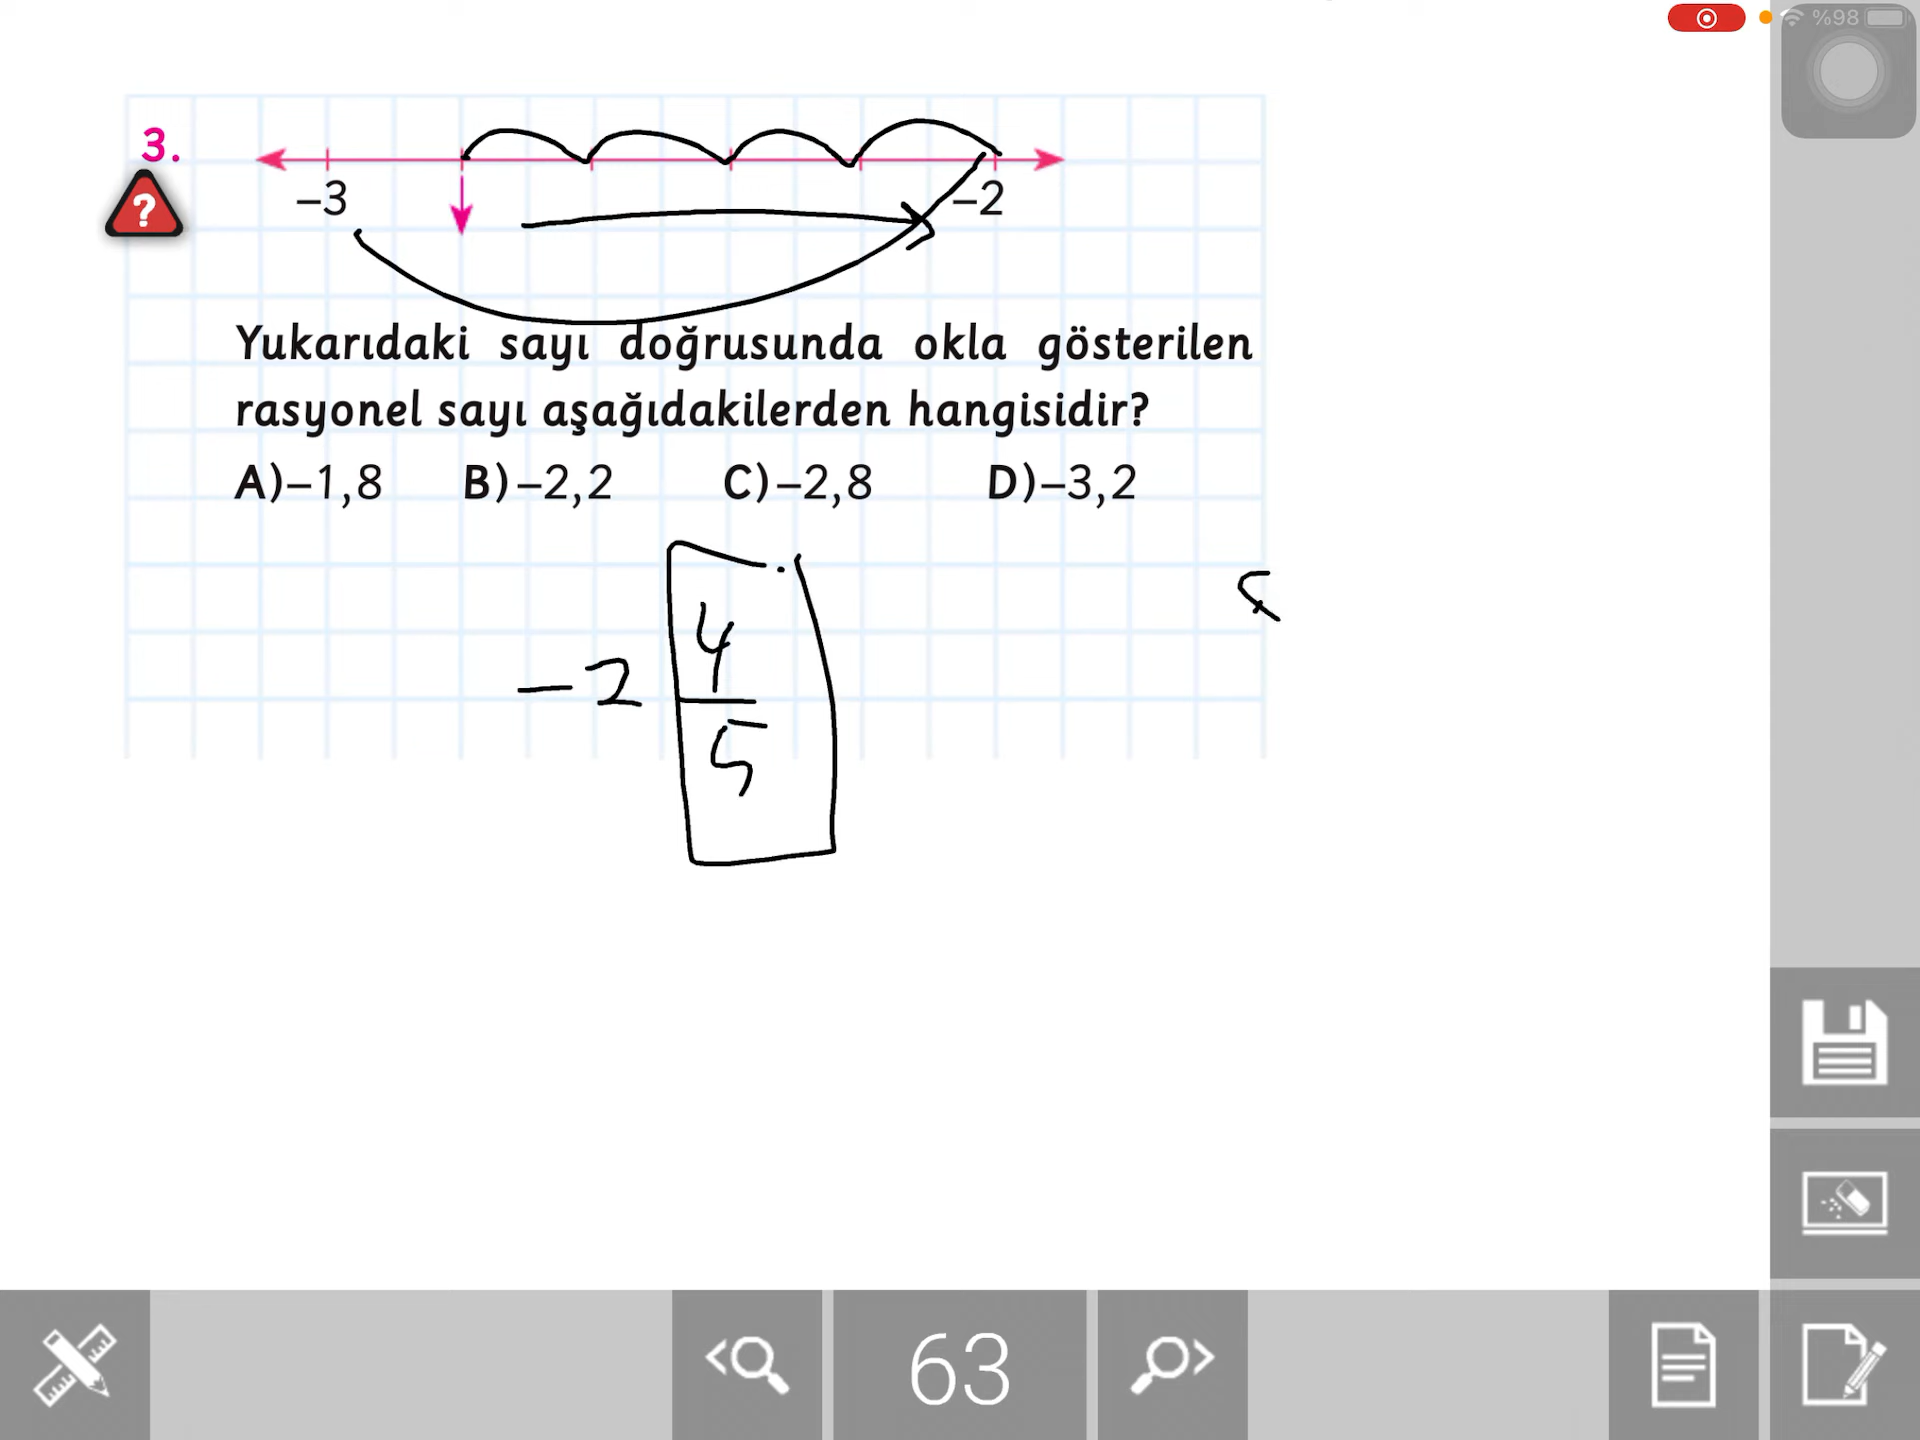 %98
3.
?
–3
–2
Yukarıdaki sayı doğrusunda okla gösterilen
rasyonel sayı aşağıdakilerden hangisidir?
A)–1,8 B)–2,2 C)–2,8 D)–3,2
–2 4/5
63